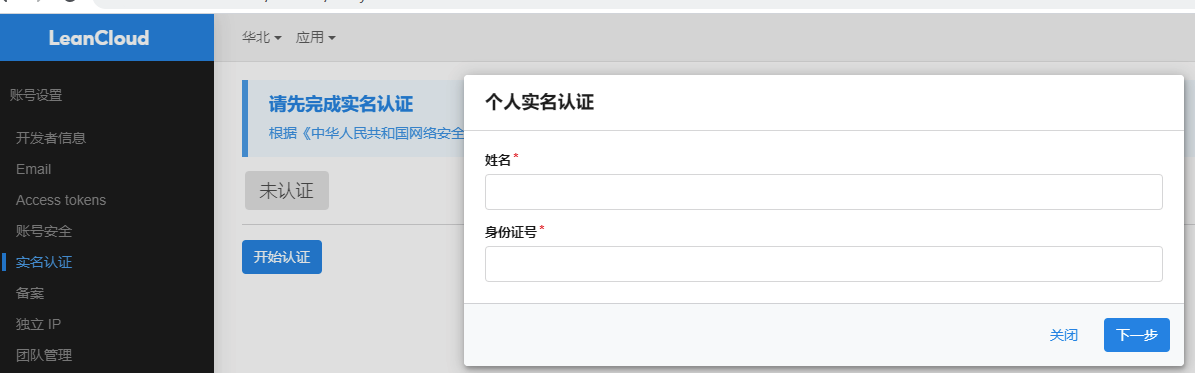 LeanCloud
华北
应用
账号设置
开发者信息
Email
Access tokens
账号安全
实名认证
备案
独立 IP
团队管理
请先完成实名认证
根据《中华人民共和国网络安全
未认证
开始认证
个人实名认证
姓名*
身份证号*
关闭
下一步